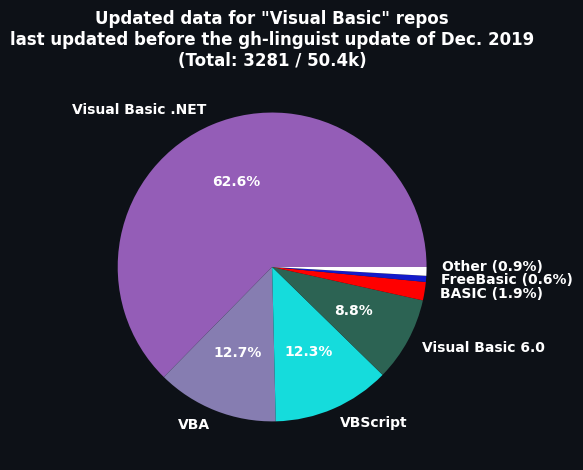 Updated data for "Visual Basic" repos
last updated before the gh-linguist update of Dec. 2019
(Total: 3281 / 50.4k)
Visual Basic .NET
62.6%
Other (0.9%)
FreeBasic (0.6%)
BASIC (1.9%)
8.8%
Visual Basic 6.0
12.7%
12.3%
VBA
VBScript